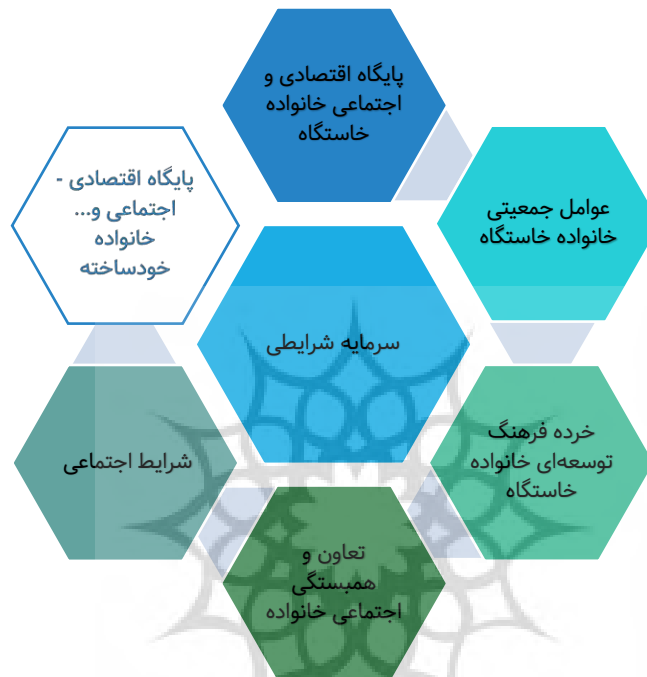 پایگاه اقتصادی و
اجتماعی خانواده
خاستگاه
عوامل جمعیتی
خانواده خاستگاه
خرده فرهنگ
توسعه‌ای خانواده
خاستگاه
تعاون و
همبستگی
اجتماعی خانواده
شرایط اجتماعی
پایگاه اقتصادی -
اجتماعی و...
خانواده
خودساخته
سرمایه شرایطی